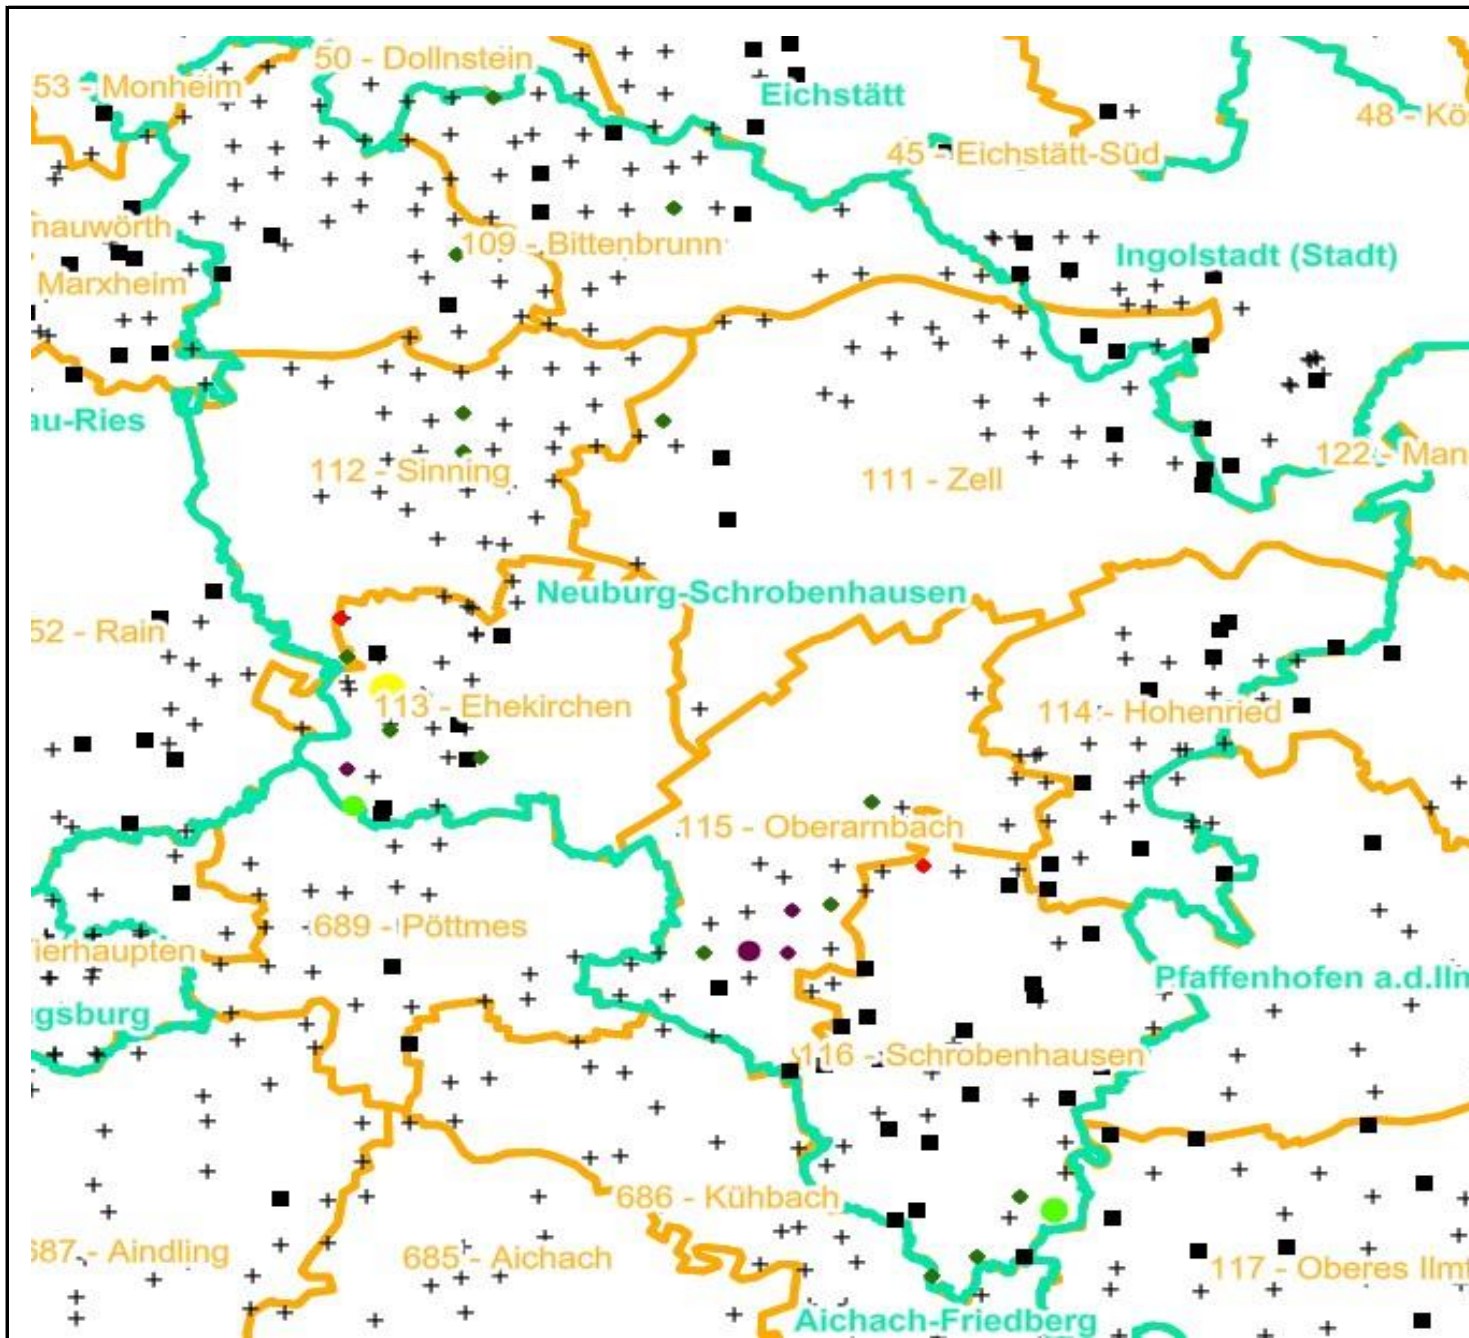 50 - Dollnstein
53 - Monheim
Eichstätt
48 - Kö
45 - Eichstätt-Süd
nauwörth
109 - Bittenbrunn
Ingolstadt (Stadt)
Marxheim
au-Ries
122 - Man
112 - Sinning
111 - Zell
Neuburg-Schrobenhausen
52 - Rain
113 - Ehekirchen
114 - Hohenried
115 - Oberarnbach
689 - Pöttmes
ierhaupten
Pfaffenhofen a.d.Ilm
gsburg
116 - Schrobenhausen
686 - Kühbach
687 - Aindling
685 - Aichach
117 - Oberes Ilmt
Aichach-Friedberg